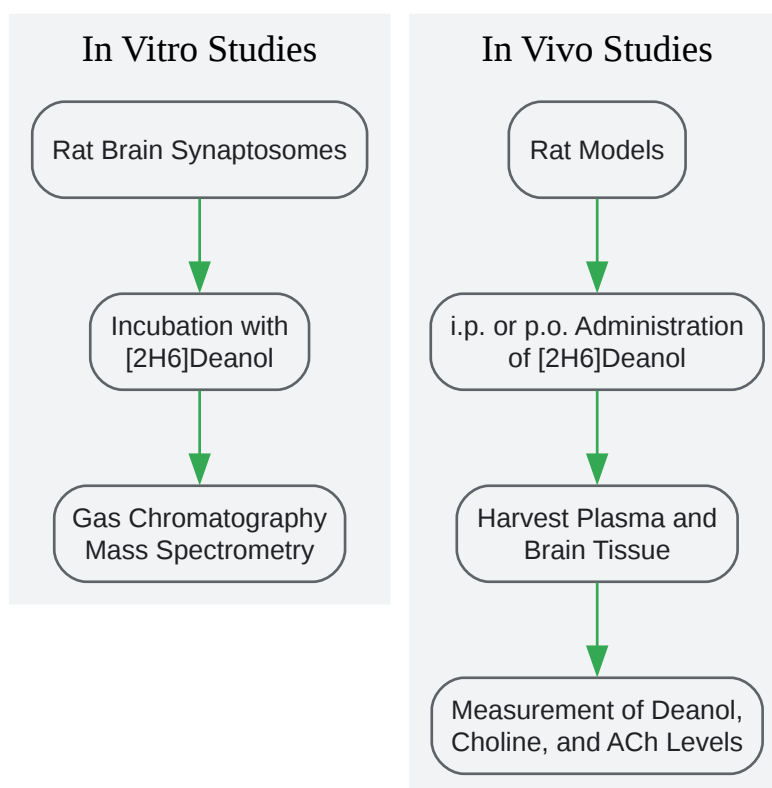 In Vitro Studies
Rat Brain Synaptosomes
Incubation with
[2H6]Deanol
Gas Chromatography
Mass Spectrometry
In Vivo Studies
Rat Models
i.p. or p.o. Administration
of [2H6]Deanol
Harvest Plasma and
Brain Tissue
Measurement of Deanol,
Choline, and ACh Levels